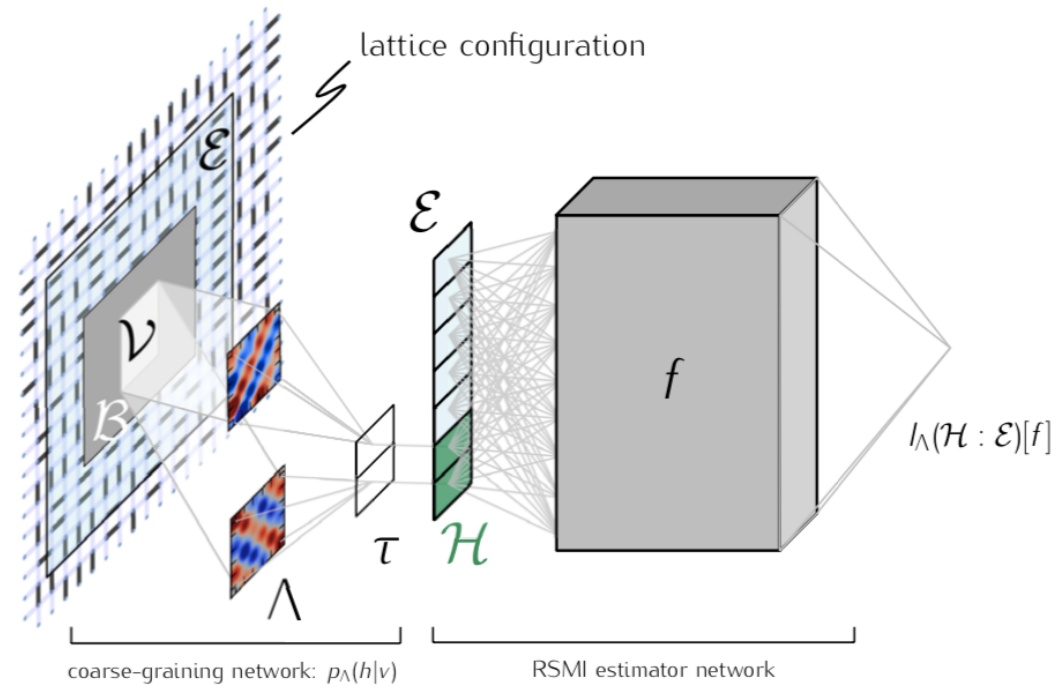 lattice configuration
ℰ
ℰ
𝒱
ℬ
f
I_Λ(ℋ : ℰ)[f]
τ
ℋ
Λ
coarse-graining network: p_Λ(h|v)
RSMI estimator network